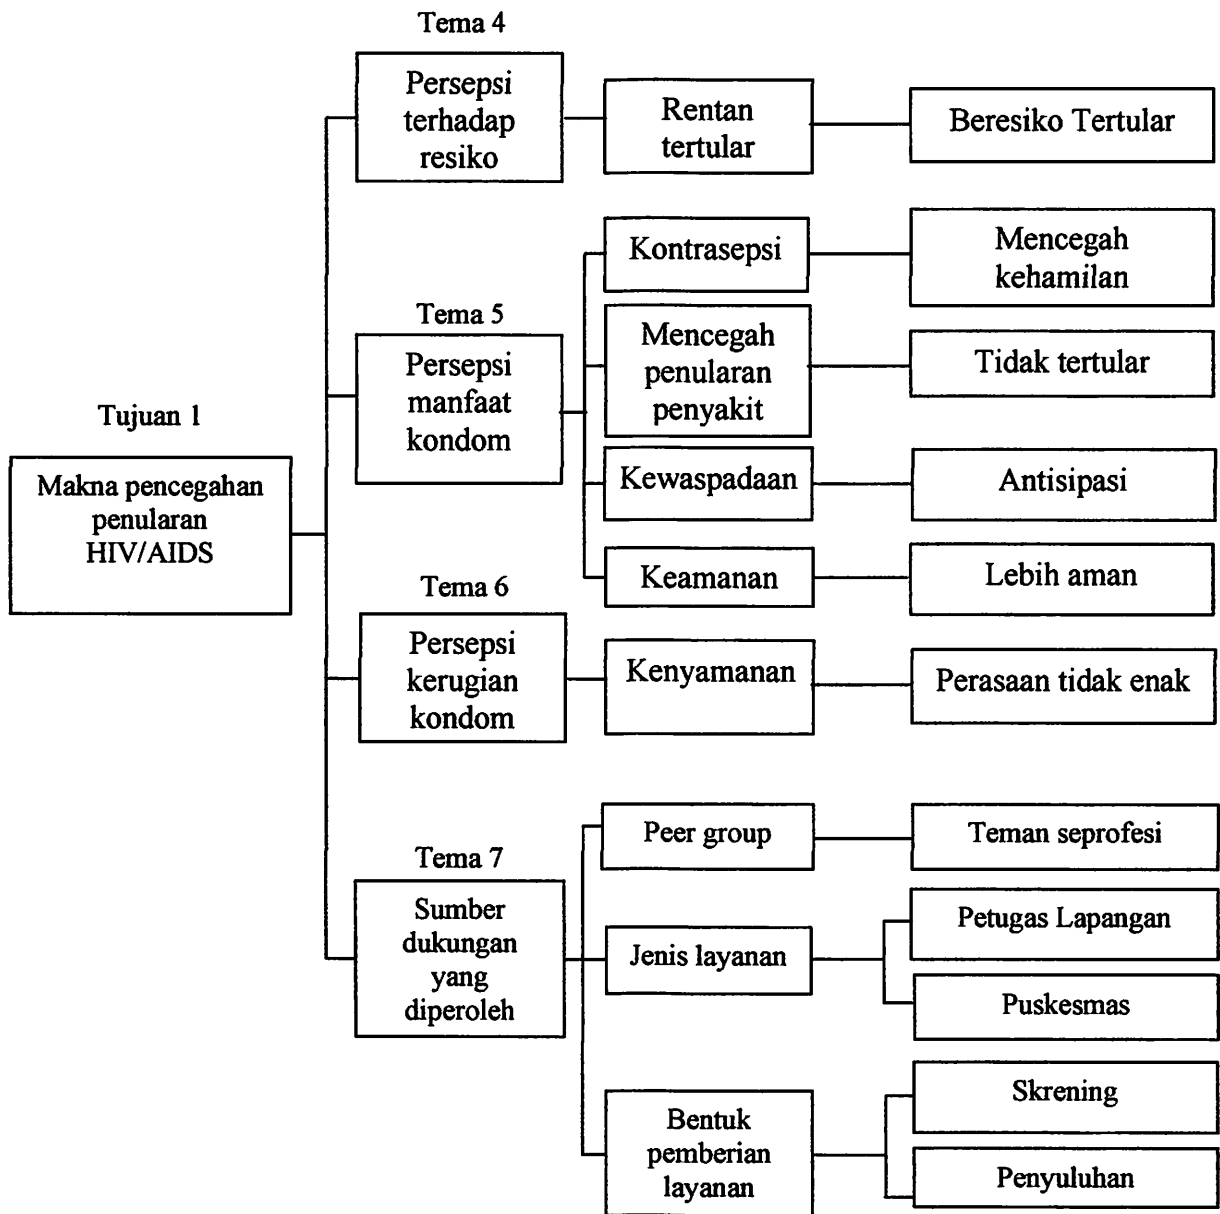 Tema 4
Persepsi
terhadap
resiko
Rentan
tertular
Beresiko Tertular
Tema 5
Persepsi
manfaat
kondom
Kontrasepsi
Mencegah
kehamilan
Mencegah
penularan
penyakit
Tidak tertular
Kewaspadaan
Antisipasi
Keamanan
Lebih aman
Tujuan 1
Makna pencegahan
penularan
HIV/AIDS
Tema 6
Persepsi
kerugian
kondom
Kenyamanan
Perasaan tidak enak
Tema 7
Sumber
dukungan
yang
diperoleh
Peer group
Teman seprofesi
Jenis layanan
Petugas Lapangan
Puskesmas
Bentuk
pemberian
layanan
Skrening
Penyuluhan